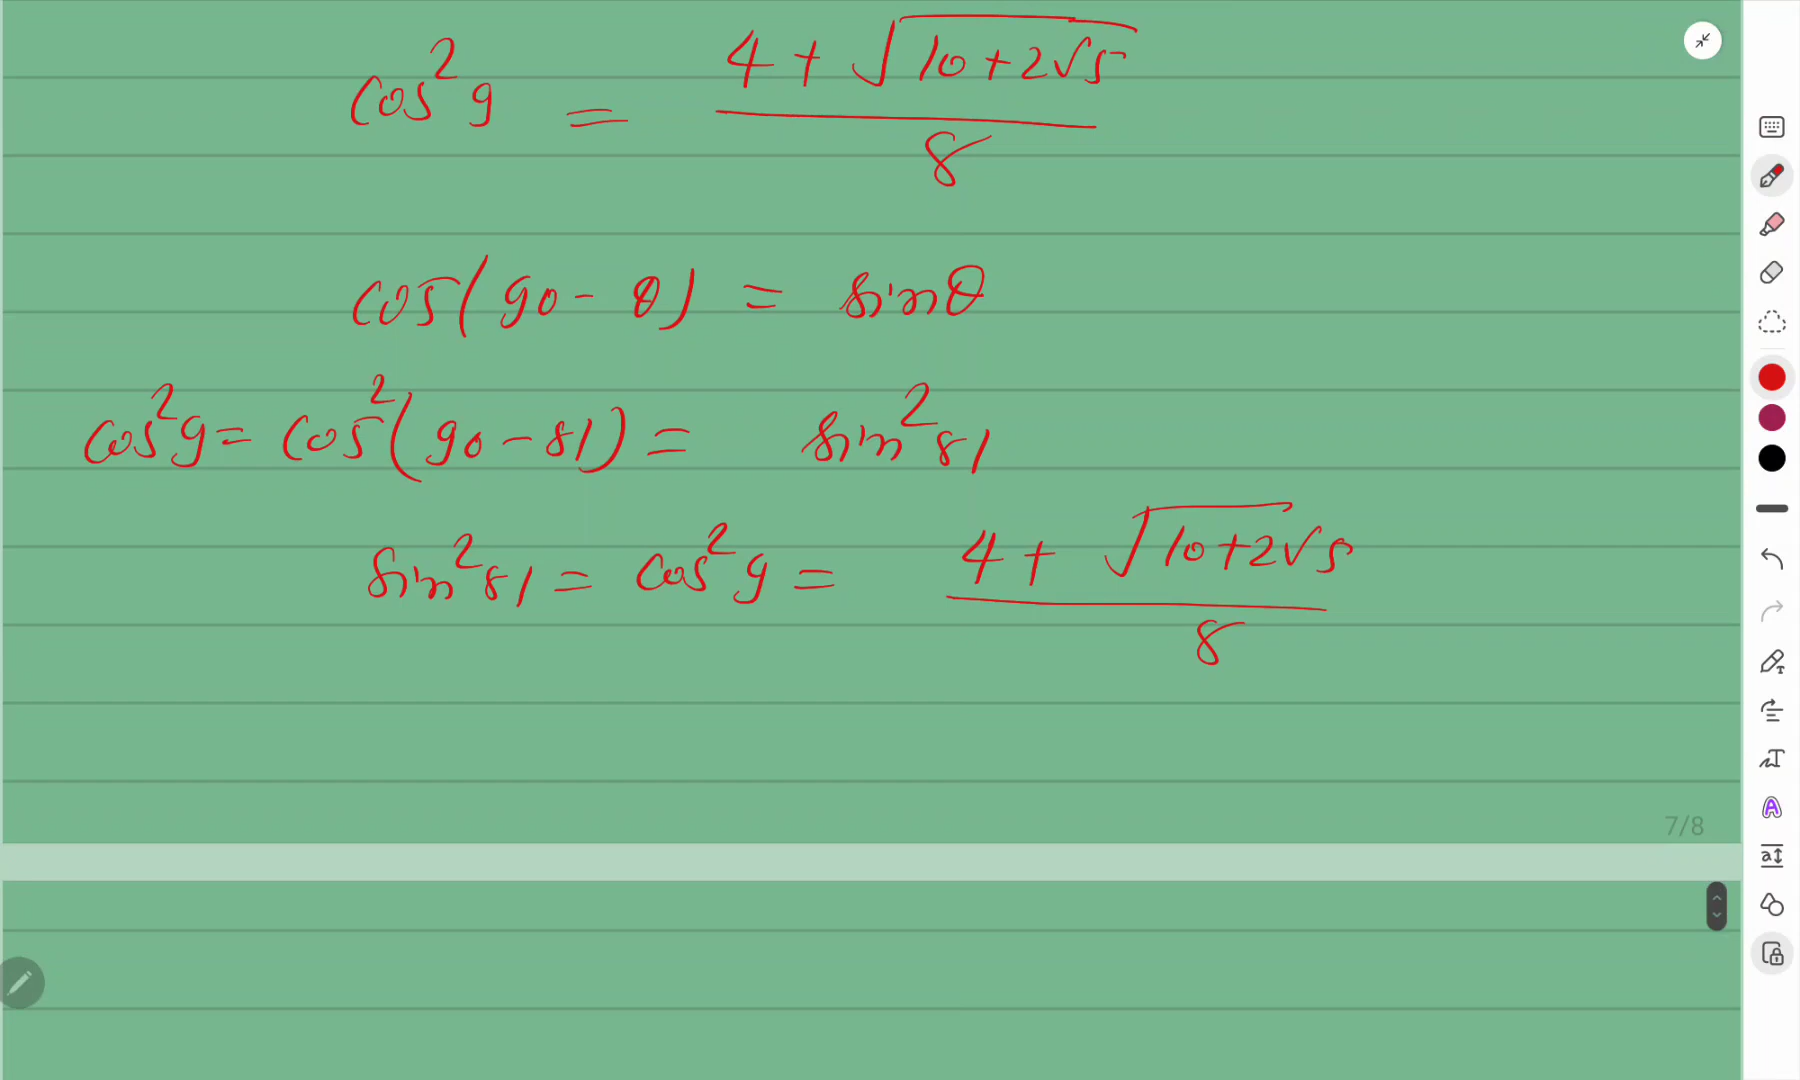 cos²9 = (4 + √(10+2√5)) / 8
cos(90 - θ) = sinθ
cos²9 = cos²(90 - 81) = sin²81
sin²81 = cos²9 = (4 + √(10+2√5)) / 8
7/8